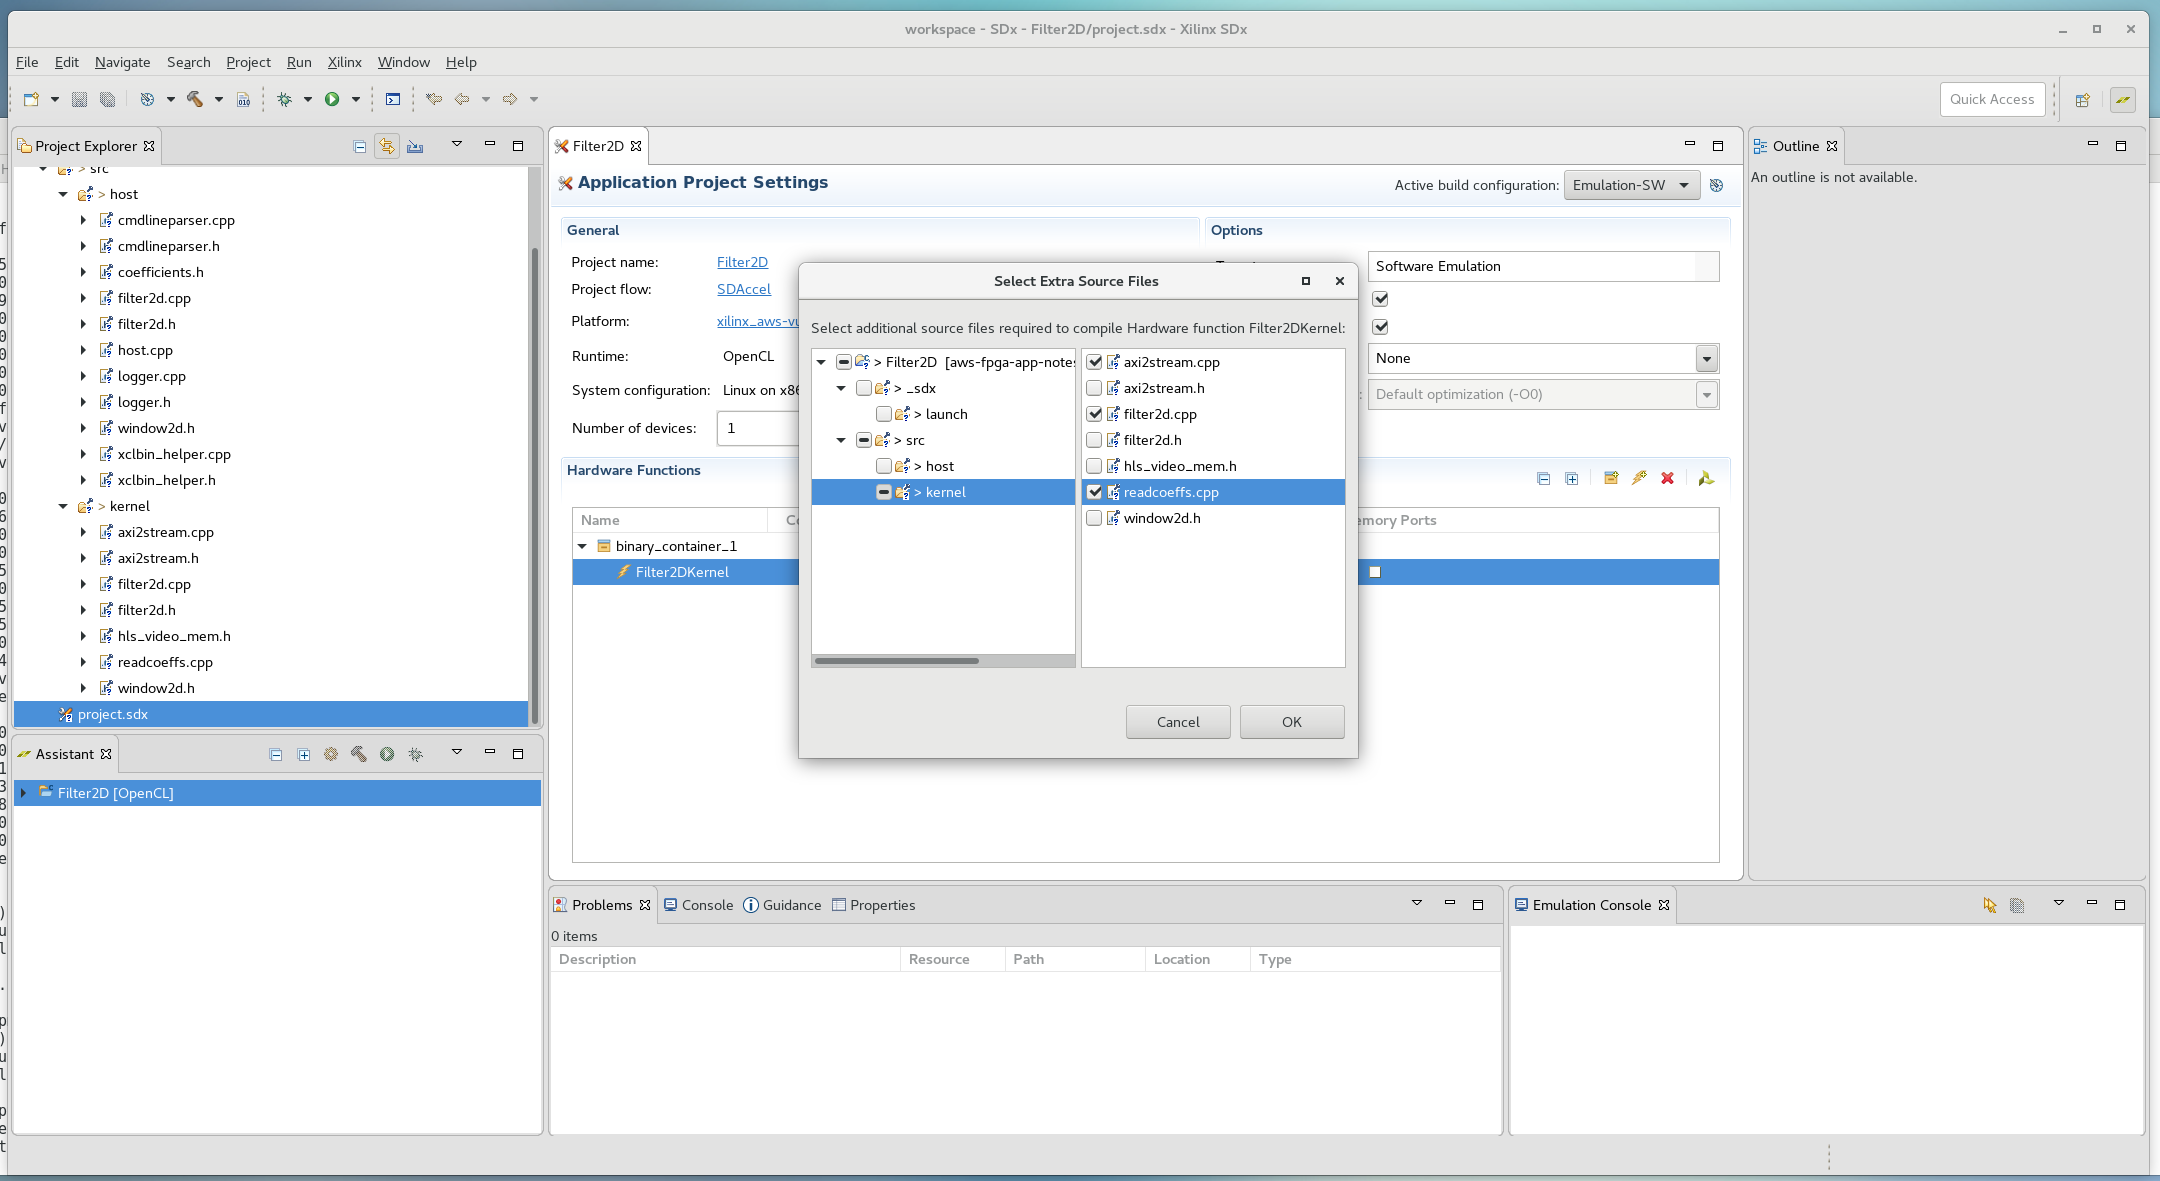 workspace - SDx - Filter2D/project.sdx - Xilinx SDx
File Edit Navigate Search Project Run Xilinx Window Help
Quick Access
Project Explorer
> src
> host
cmdlineparser.cpp
cmdlineparser.h
coefficients.h
filter2d.cpp
filter2d.h
host.cpp
logger.cpp
logger.h
window2d.h
xclbin_helper.cpp
xclbin_helper.h
> kernel
axi2stream.cpp
axi2stream.h
filter2d.cpp
filter2d.h
hls_video_mem.h
readcoeffs.cpp
window2d.h
project.sdx
Assistant
Filter2D [OpenCL]
Filter2D
Application Project Settings
Active build configuration: Emulation-SW
General
Project name: Filter2D
Project flow: SDAccel
Platform: xilinx_aws-vu
Runtime: OpenCL
System configuration: Linux on x86
Number of devices: 1
Options
Software Emulation
None
Default optimization (-O0)
Hardware Functions
Name
emory Ports
binary_container_1
Filter2DKernel
Select Extra Source Files
Select additional source files required to compile Hardware function Filter2DKernel:
> Filter2D [aws-fpga-app-notes
> _sdx
> launch
> src
> host
> kernel
axi2stream.cpp
axi2stream.h
filter2d.cpp
filter2d.h
hls_video_mem.h
readcoeffs.cpp
window2d.h
Cancel OK
Outline
An outline is not available.
Problems Console Guidance Properties
0 items
Description Resource Path Location Type
Emulation Console